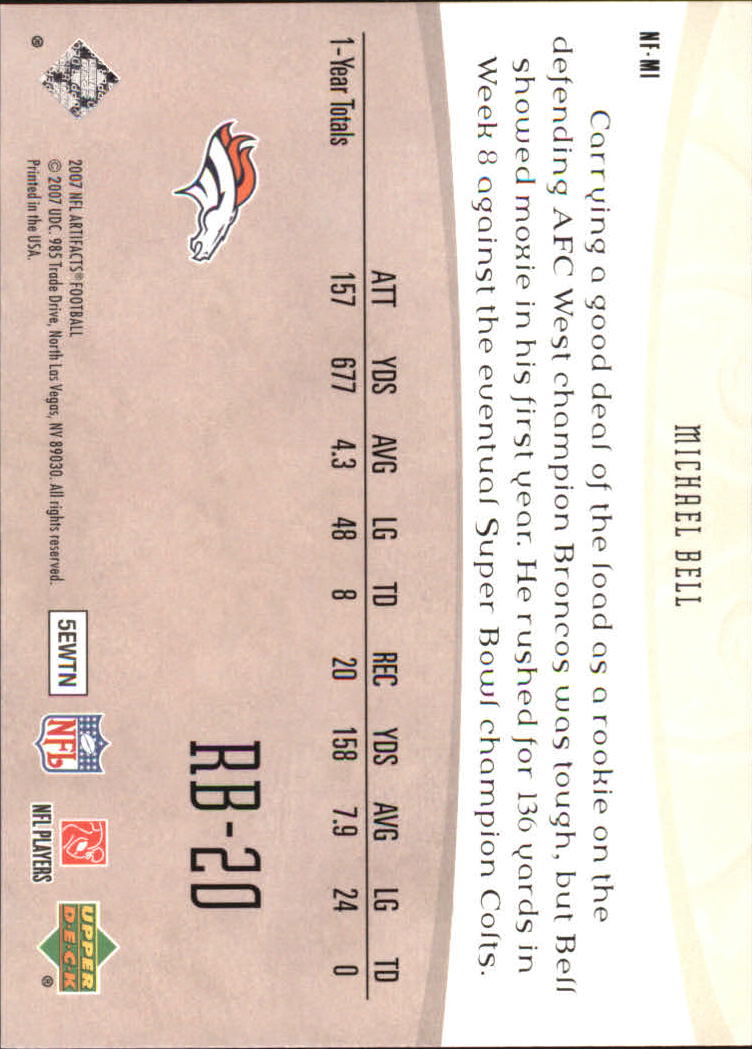 MICHAEL BELL
NF-MI
Carrying a good deal of the load as a rookie on the
defending AFC West champion Broncos was tough, but Bell
showed moxie in his first year. He rushed for 136 yards in
Week 8 against the eventual Super Bowl champion Colts.
ATT YDS AVG LG TD REC YDS AVG LG TD
1-Year Totals 157 677 4.3 48 8 20 158 7.9 24 0
RB-20
2007 NFL ARTIFACTS® FOOTBALL
© 2007 UDC. 985 Trade Drive, North Las Vegas, NV 89030. All rights reserved.
Printed in the USA.
5EWTN
NFL
NFL PLAYERS
UPPER
DECK
®
®